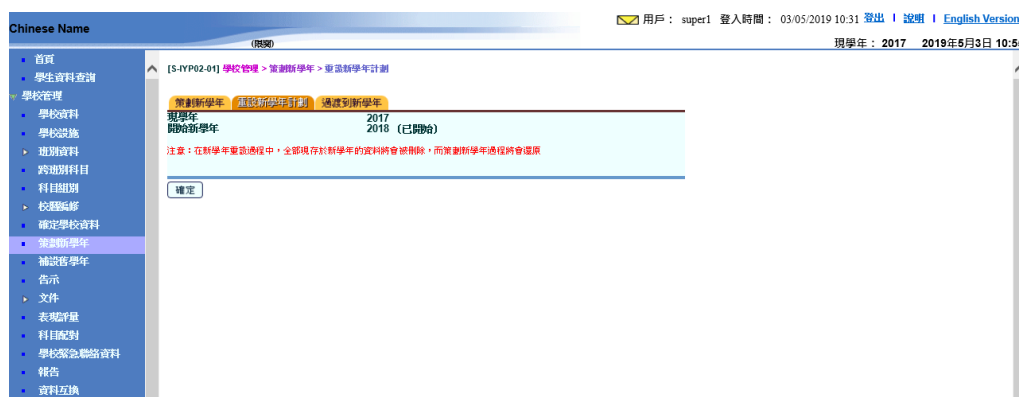 Chinese Name
用戶： super1 登入時間： 03/05/2019 10:31 登出 | 說明 | English Version
(限閱)
現學年： 2017 2019年5月3日 10:5
首頁
學生資料查詢
學校管理
學校資料
學校設施
班別資料
跨班別科目
科目組別
校曆編修
確定學校資料
策劃新學年
補設舊學年
告示
文件
表現評量
科目配對
學校緊急聯絡資料
報告
資料互換
[S-IYP02-01] 學校管理 > 策劃新學年 > 重設新學年計劃
策劃新學年 重設新學年計劃 過渡到新學年
現學年 2017
開始新學年 2018 (已開始)
注意：在新學年重設過程中，全部現存於新學年的資料將會被刪除，而策劃新學年過程將會還原
確定